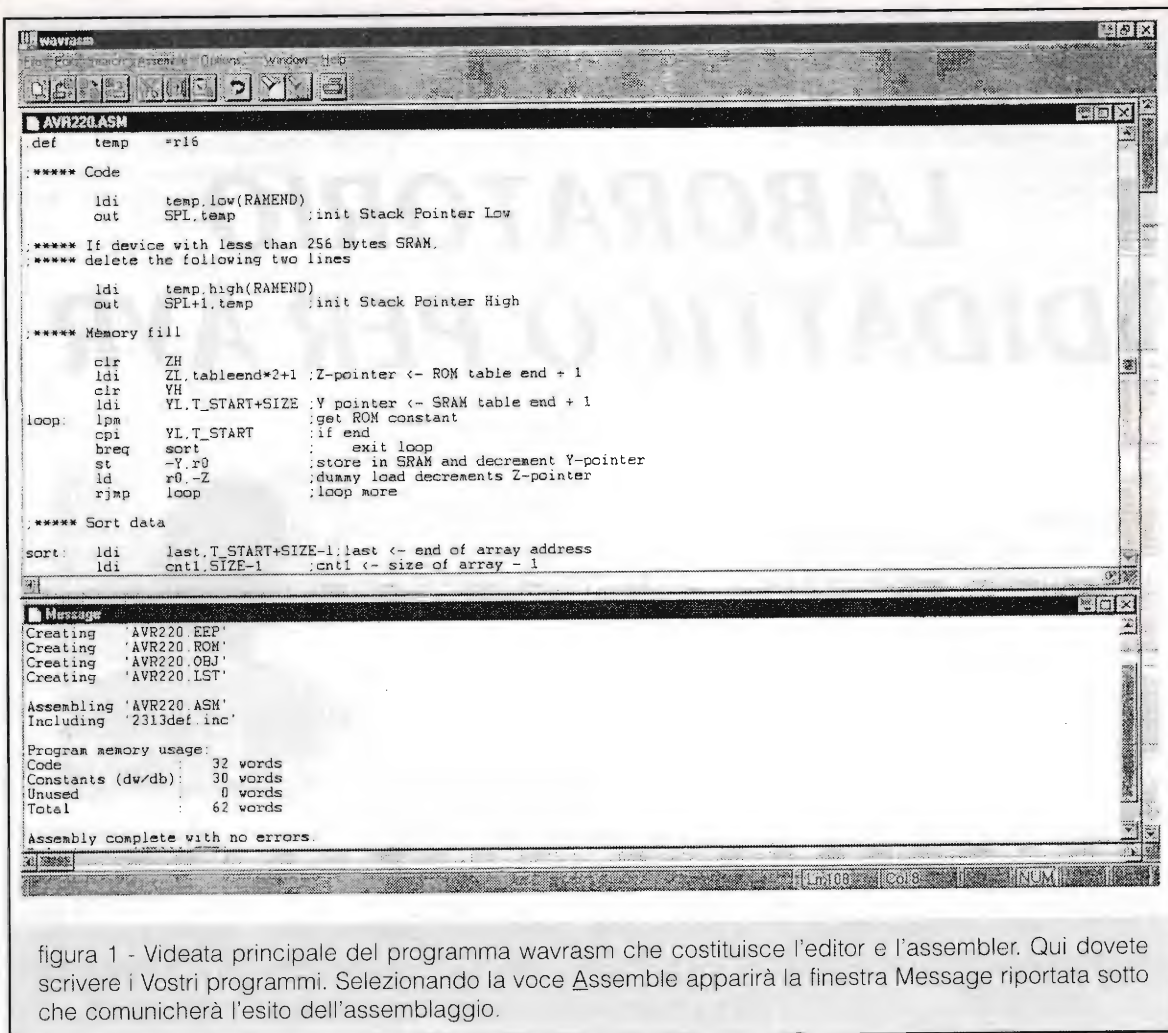 wavrasm
Options Window Help
AVR220.ASM
.def temp =r16
;***** Code
ldi temp,low(RAMEND)
out SPL,temp ;init Stack Pointer Low
;***** If device with less than 256 bytes SRAM,
;***** delete the following two lines
ldi temp,high(RAMEND)
out SPL+1,temp ;init Stack Pointer High
;***** Memory fill
clr ZH
ldi ZL,tableend*2+1 ;Z-pointer <- ROM table end + 1
clr YH
ldi YL,T_START+SIZE ;Y pointer <- SRAM table end + 1
loop: lpm ;get ROM constant
cpi YL,T_START ;if end
breq sort ; exit loop
st -Y,r0 ;store in SRAM and decrement Y-pointer
ld r0,-Z ;dummy load decrements Z-pointer
rjmp loop ;loop more
;***** Sort data
sort: ldi last,T_START+SIZE-1;last <- end of array address
ldi cnt1,SIZE-1 ;cnt1 <- size of array - 1
Message
Creating 'AVR220.EEP'
Creating 'AVR220.ROM'
Creating 'AVR220.OBJ'
Creating 'AVR220.LST'
Assembling 'AVR220.ASM'
Including '2313def.inc'
Program memory usage:
Code : 32 words
Constants (dw/db): 30 words
Unused : 0 words
Total : 62 words
Assembly complete with no errors.
Ln108 Col 8 NUM
figura 1 - Videata principale del programma wavrasm che costituisce l'editor e l'assembler. Qui dovete
scrivere i Vostri programmi. Selezionando la voce Assemble apparirà la finestra Message riportata sotto
che comunicherà l'esito dell'assemblaggio.